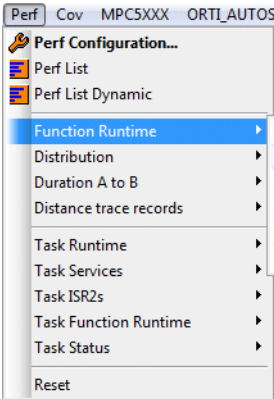 Perf Cov MPC5XXX ORTI_AUTOS
Perf Configuration...
Perf List
Perf List Dynamic
Function Runtime
Distribution
Duration A to B
Distance trace records
Task Runtime
Task Services
Task ISR2s
Task Function Runtime
Task Status
Reset